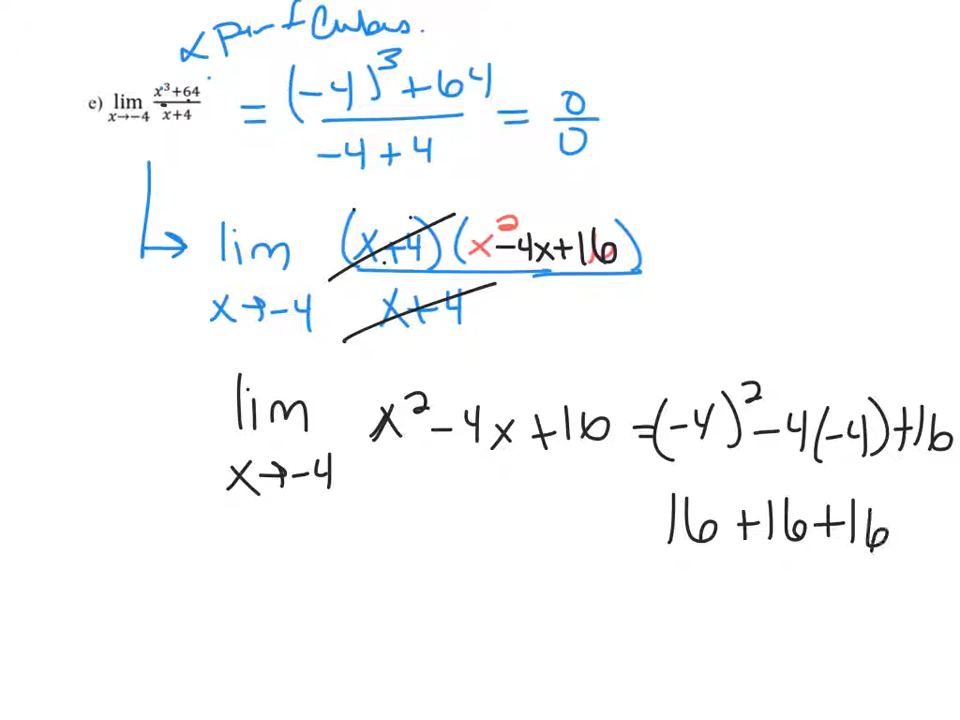 2 Perf Cubes.
e) lim x→-4 x³+64 / x+4 = (-4)³+64 / -4+4 = 0/0
lim x→-4 (x+4)(x²-4x+16) / x+4
lim x→-4 x²-4x+16 =(-4)²-4(-4)+16
16+16+16